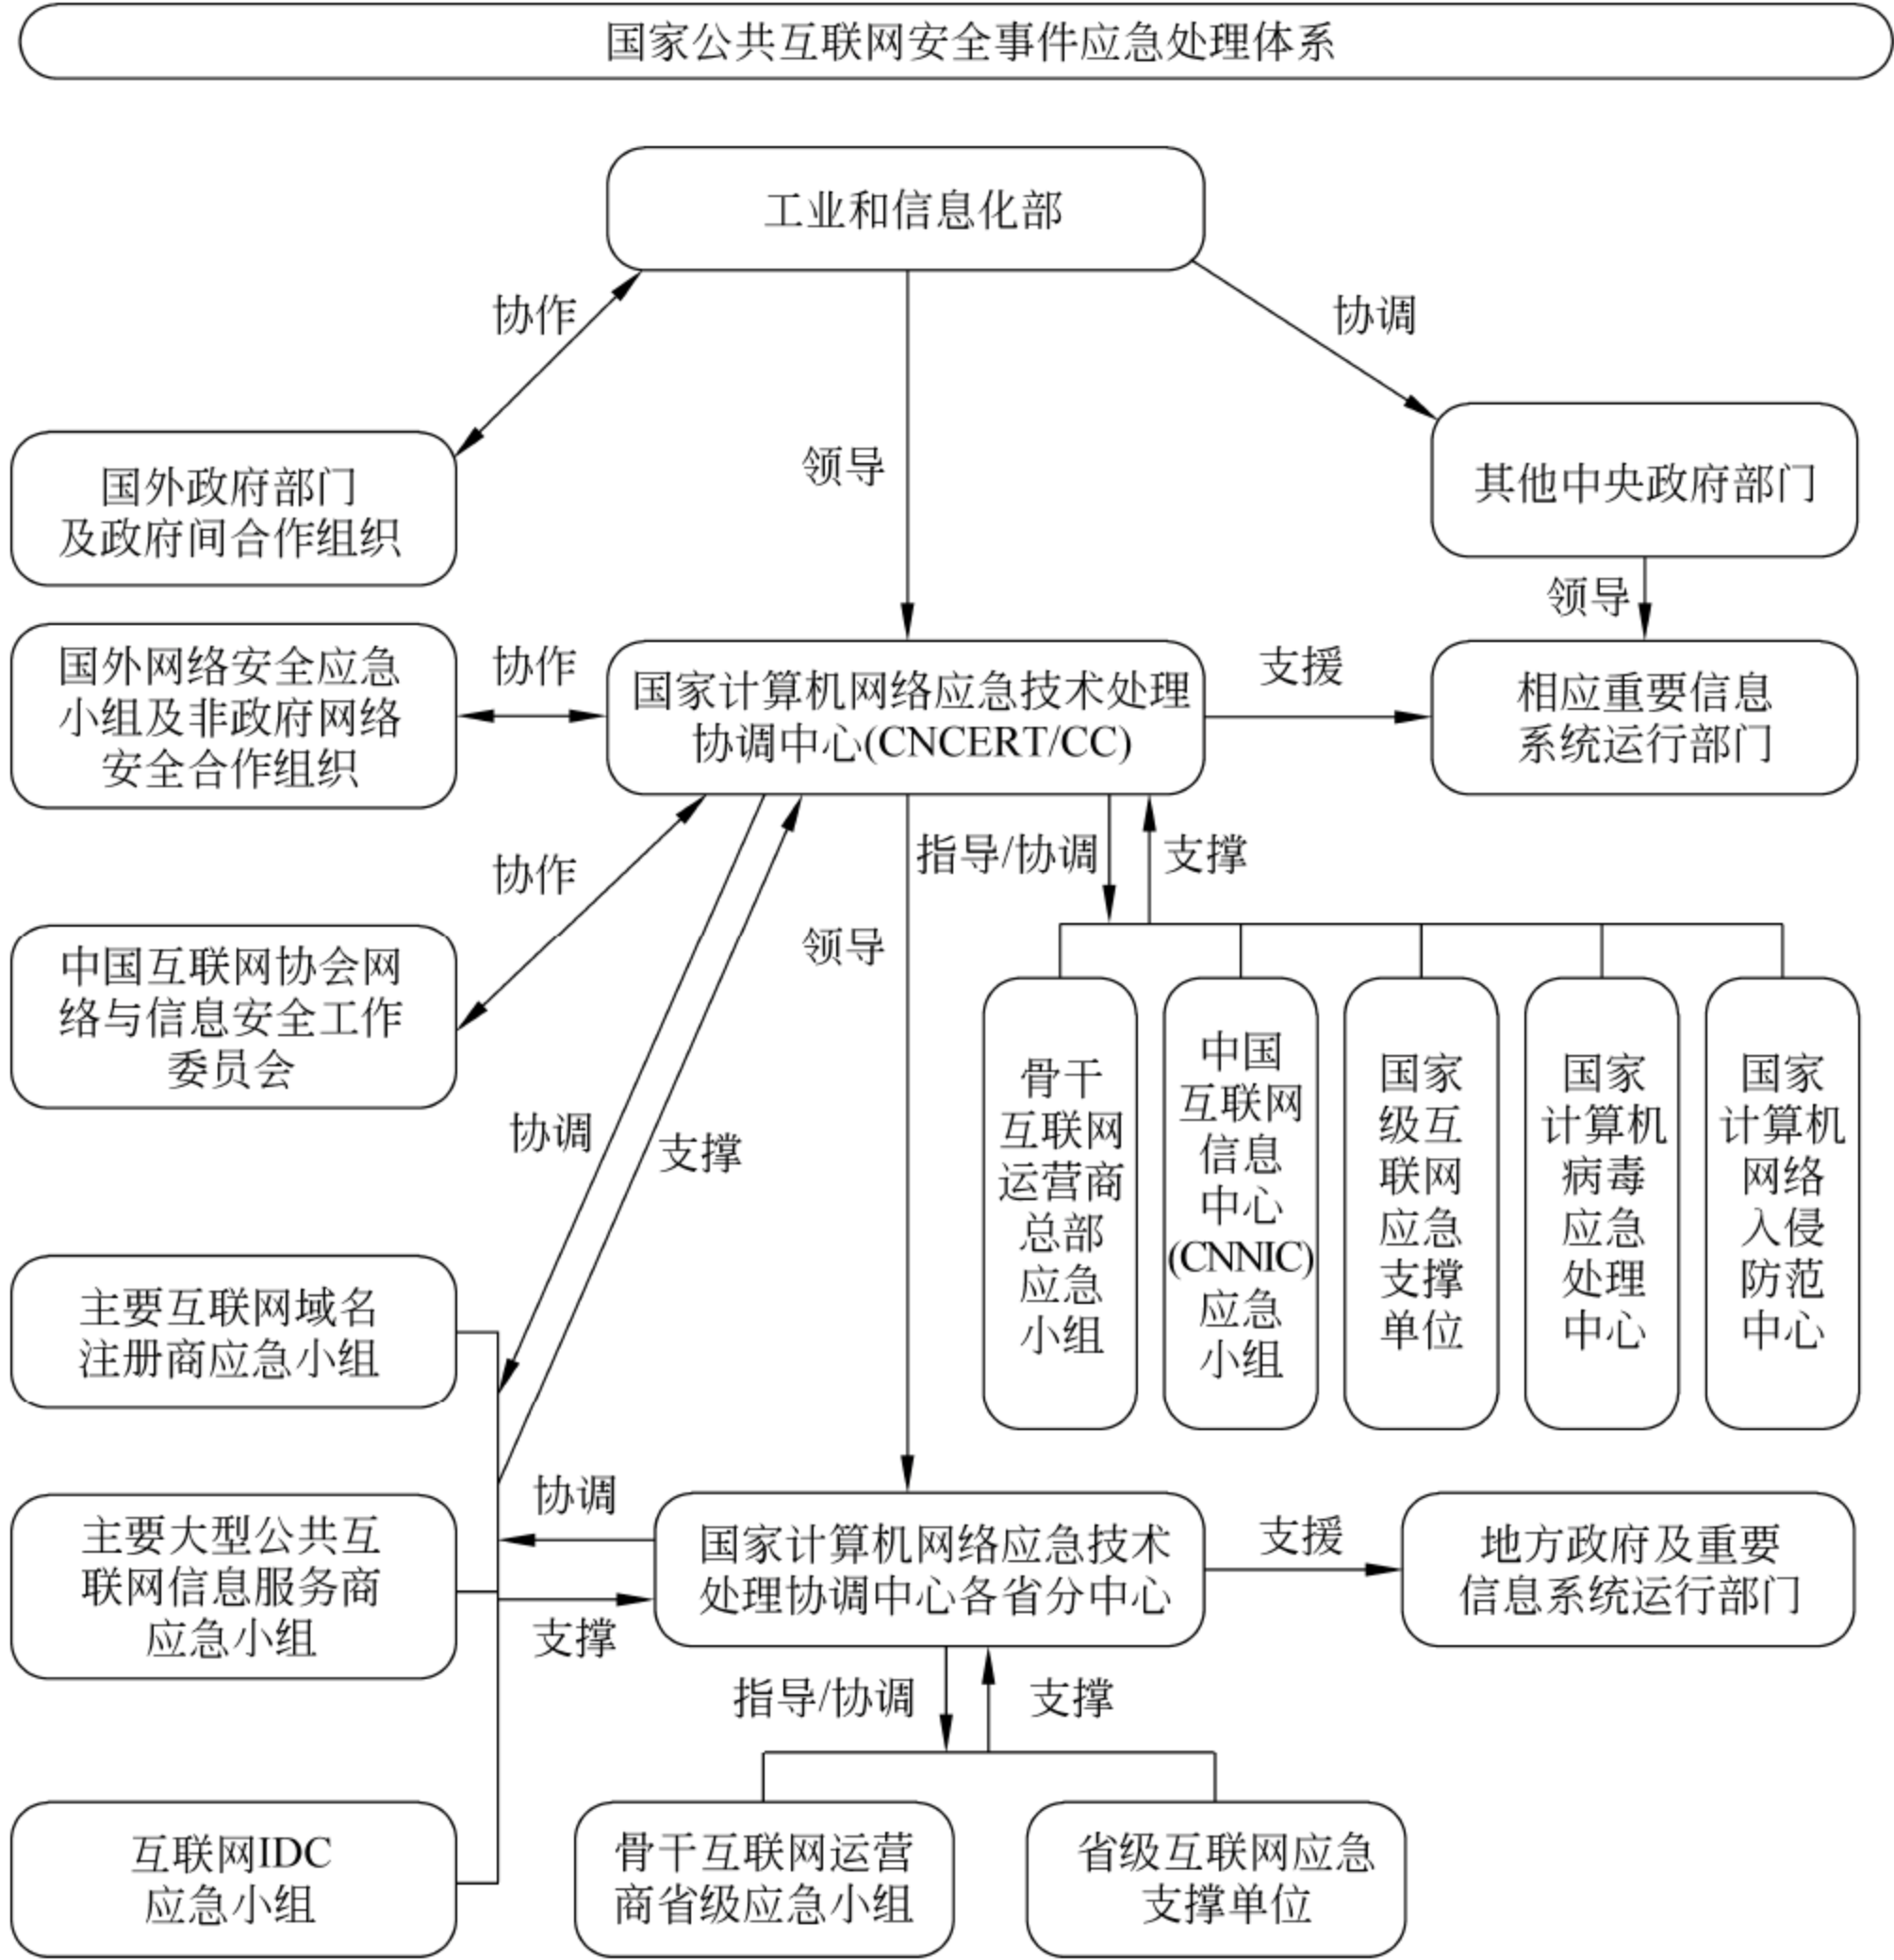 国家公共互联网安全事件应急处理体系
工业和信息化部
协作
协调
领导
国外政府部门
及政府间合作组织
其他中央政府部门
领导
国外网络安全应急
小组及非政府网络
安全合作组织
协作
国家计算机网络应急技术处理
协调中心(CNCERT/CC)
支援
相应重要信息
系统运行部门
协作
指导/协调
支撑
领导
中国互联网协会网
络与信息安全工作
委员会
协调
支撑
骨干
互联网
运营商
总部
应急
小组
中国
互联网
信息
中心
(CNNIC)
应急
小组
国家
级互
联网
应急
支撑
单位
国家
计算机
病毒
应急
处理
中心
国家
计算机
网络
入侵
防范
中心
主要互联网域名
注册商应急小组
主要大型公共互
联网信息服务商
应急小组
协调
支撑
国家计算机网络应急技术
处理协调中心各省分中心
支援
地方政府及重要
信息系统运行部门
指导/协调
支撑
互联网IDC
应急小组
骨干互联网运营
商省级应急小组
省级互联网应急
支撑单位